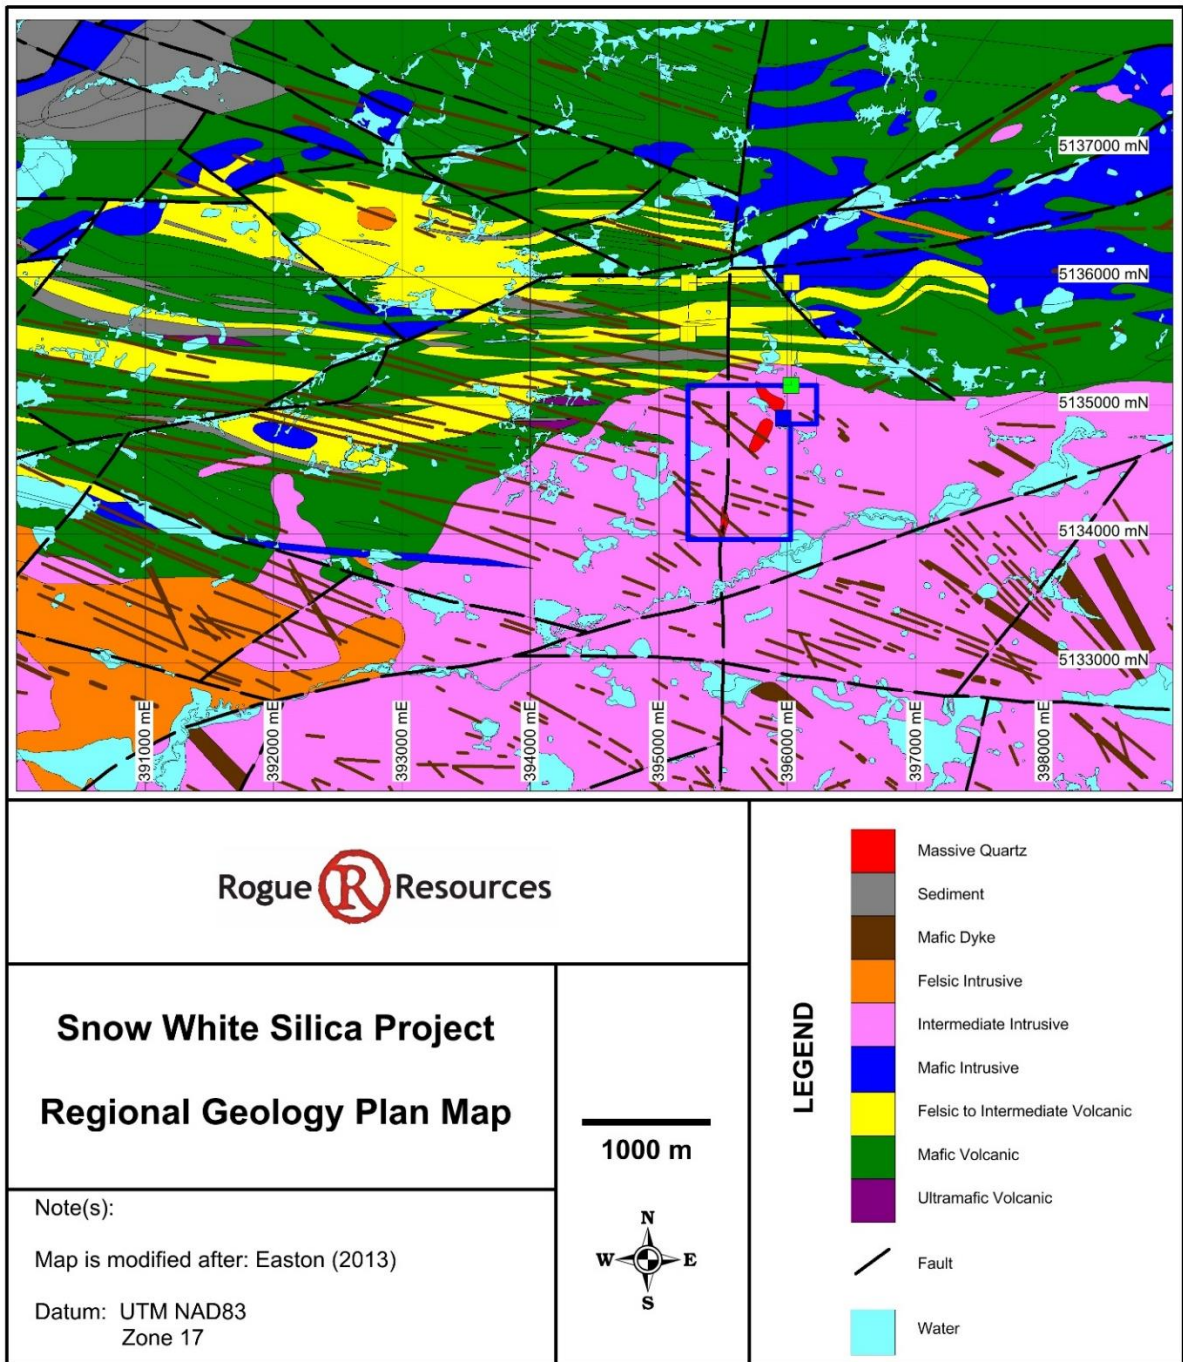 5137000 mN
5136000 mN
5135000 mN
5134000 mN
5133000 mN
391000 mE
392000 mE
393000 mE
394000 mE
395000 mE
396000 mE
397000 mE
398000 mE
Rogue R Resources
Snow White Silica Project
Regional Geology Plan Map
Note(s):
Map is modified after: Easton (2013)
Datum: UTM NAD83
Zone 17
1000 m
N
W E
S
LEGEND
Massive Quartz
Sediment
Mafic Dyke
Felsic Intrusive
Intermediate Intrusive
Mafic Intrusive
Felsic to Intermediate Volcanic
Mafic Volcanic
Ultramafic Volcanic
Fault
Water